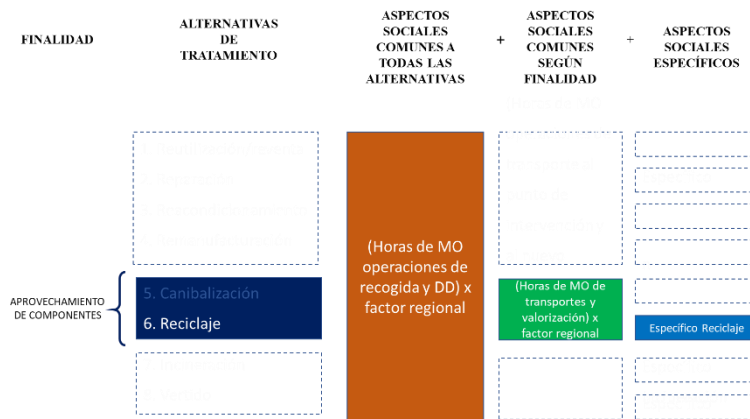 FINALIDAD
ALTERNATIVAS
DE
TRATAMIENTO
ASPECTOS
SOCIALES
COMUNES A
TODAS LAS
ALTERNATIVAS
+
ASPECTOS
SOCIALES
COMUNES
SEGÚN
FINALIDAD
+
ASPECTOS
SOCIALES
ESPECÍFICOS
APROVECHAMIENTO
DE COMPONENTES
5. Canibalización
6. Reciclaje
(Horas de MO
operaciones de
recogida y DD) x
factor regional
(Horas de MO de
transportes y
valorización) x
factor regional
Específico Reciclaje